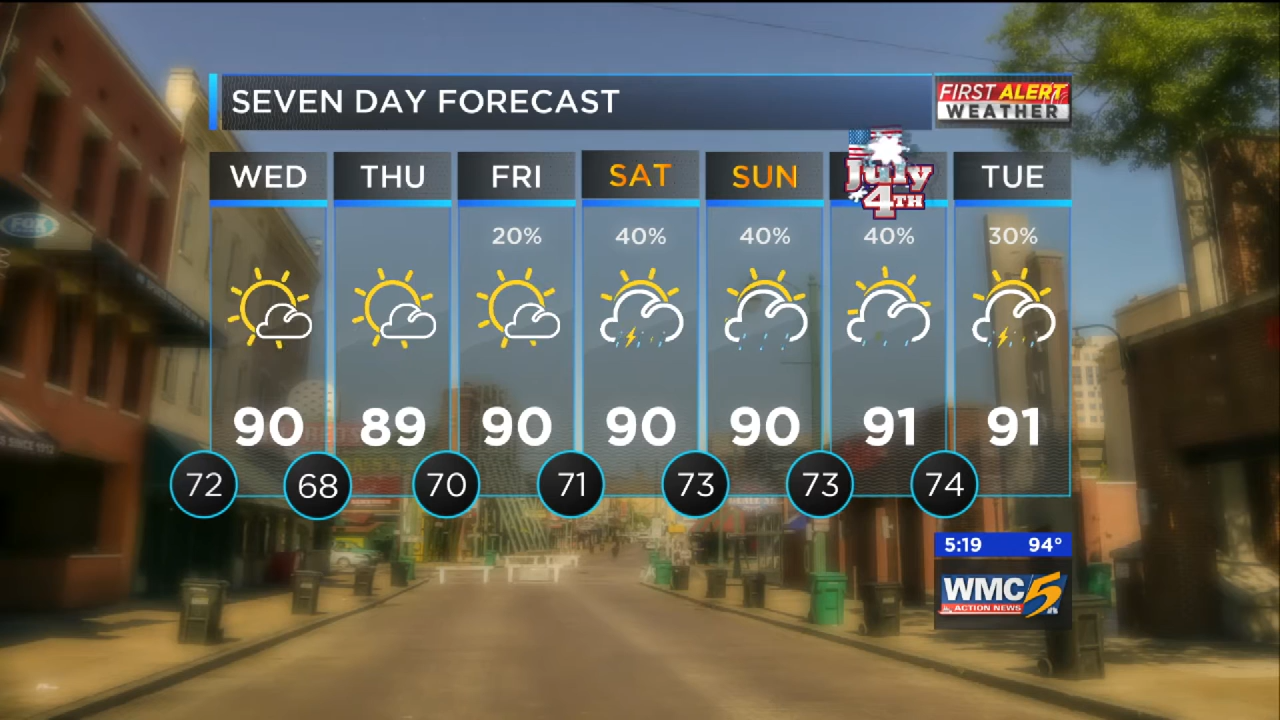 SEVEN DAY FORECAST
FIRST ALERT
WEATHER
WED THU FRI SAT SUN July 4TH TUE
20% 40% 40% 40% 30%
90 89 90 90 90 91 91
72 68 70 71 73 73 74
5:19 94°
WMC5
ACTION NEWS
FOX